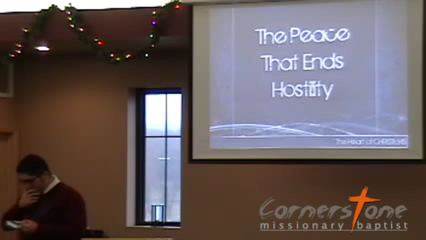 The Peace
That Ends
Hostility
The Heart of CHRISTmas
Cornerstone
missionary baptist